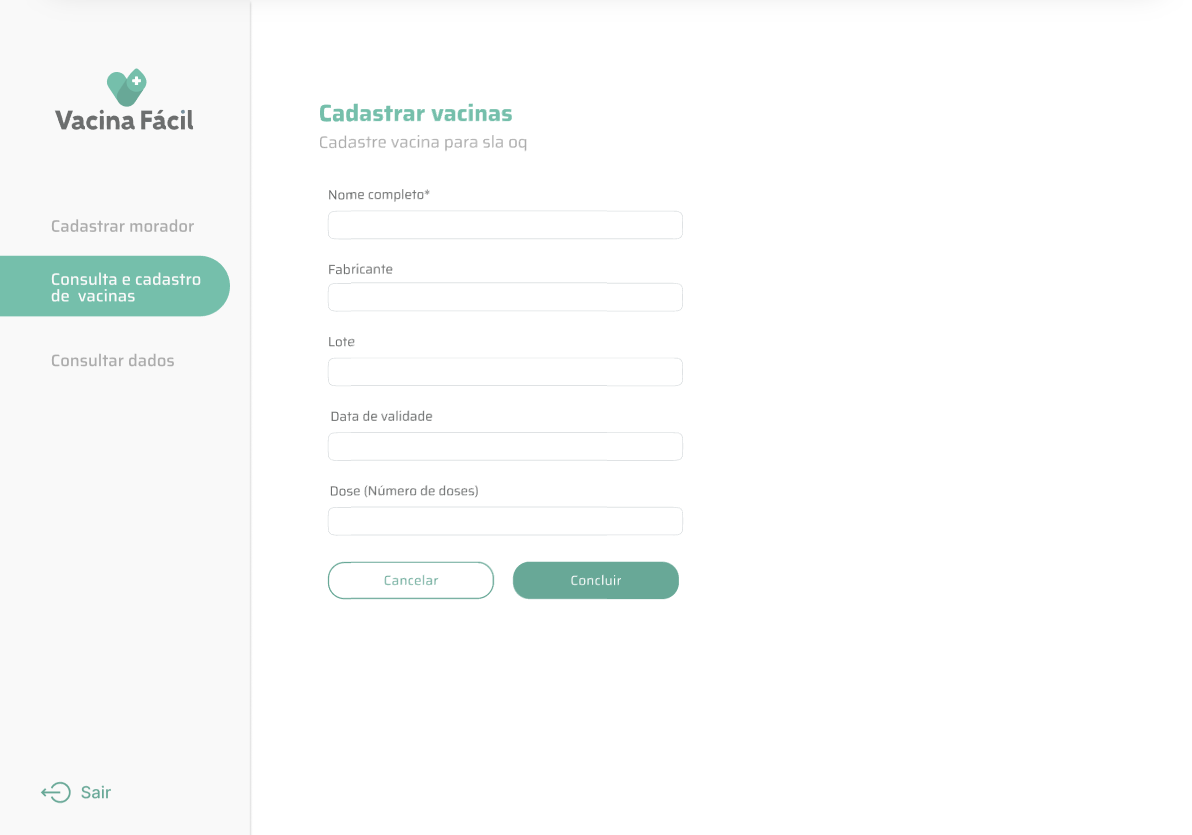 Vacina Fácil
Cadastrar morador
Consulta e cadastro
de vacinas
Consultar dados
Sair
Cadastrar vacinas
Cadastre vacina para sla oq
Nome completo*
Fabricante
Lote
Data de validade
Dose (Número de doses)
Cancelar
Concluir